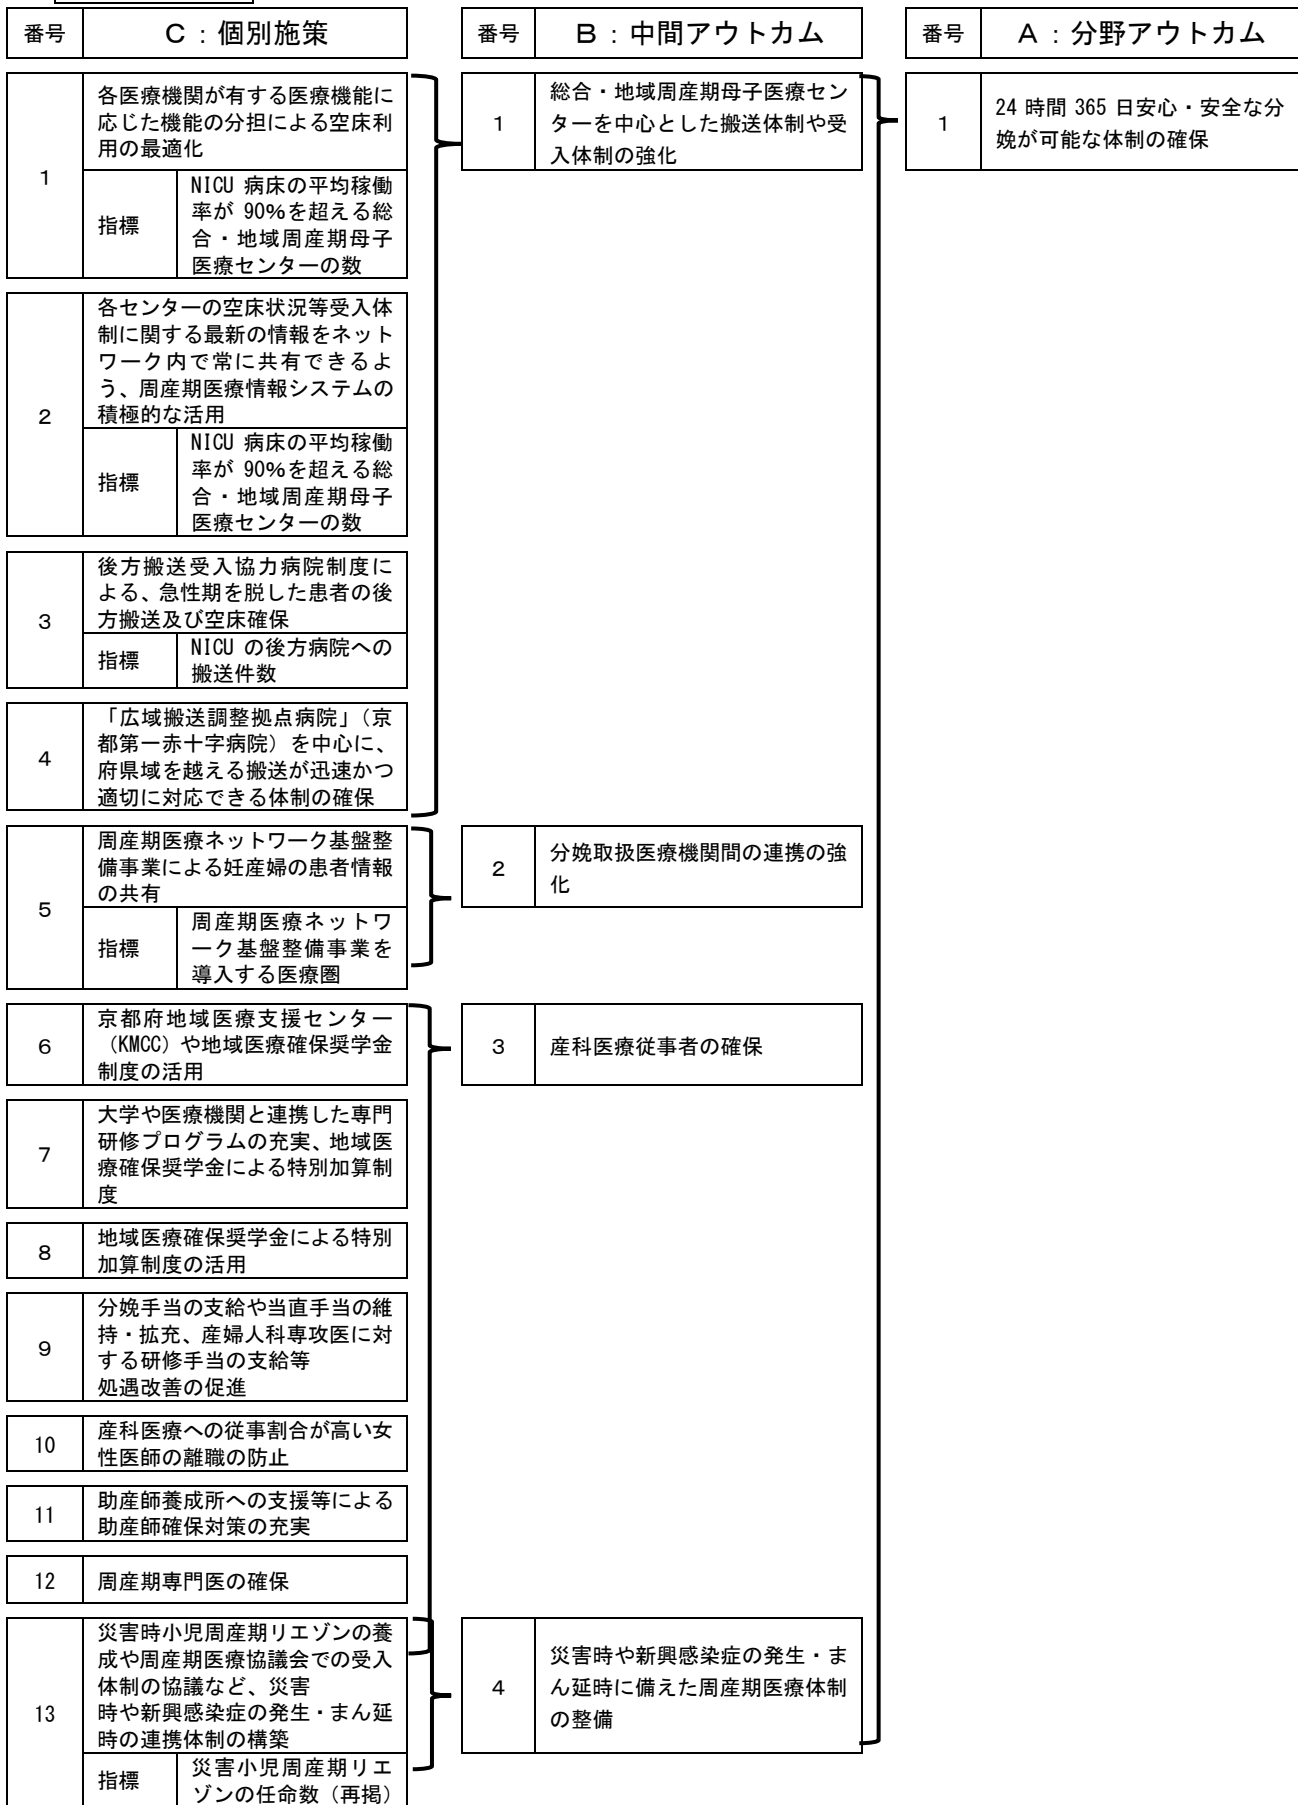 番号 C：個別施策
1
各医療機関が有する医療機能に
応じた機能の分担による空床利
用の最適化
指標
NICU 病床の平均稼働
率が 90%を超える総
合・地域周産期母子
医療センターの数
2
各センターの空床状況等受入体
制に関する最新の情報をネット
ワーク内で常に共有できるよ
う、周産期医療情報システムの
積極的な活用
指標
NICU 病床の平均稼働
率が 90%を超える総
合・地域周産期母子
医療センターの数
3
後方搬送受入協力病院制度に
よる、急性期を脱した患者の後
方搬送及び空床確保
指標
NICU の後方病院への
搬送件数
4
「広域搬送調整拠点病院」（京
都第一赤十字病院）を中心に、
府県域を越える搬送が迅速かつ
適切に対応できる体制の確保
5
周産期医療ネットワーク基盤整
備事業による妊産婦の患者情報
の共有
指標
周産期医療ネットワ
ーク基盤整備事業を
導入する医療圏
6
京都府地域医療支援センター
（KMCC）や地域医療確保奨学金
制度の活用
7
大学や医療機関と連携した専門
研修プログラムの充実、地域医
療確保奨学金による特別加算制
度
8
地域医療確保奨学金による特別
加算制度の活用
9
分娩手当の支給や当直手当の維
持・拡充、産婦人科専攻医に対
する研修手当の支給等
処遇改善の促進
10
産科医療への従事割合が高い女
性医師の離職の防止
11
助産師養成所への支援等による
助産師確保対策の充実
12
周産期専門医の確保
13
災害時小児周産期リエゾンの養
成や周産期医療協議会での受入
体制の協議など、災害
時や新興感染症の発生・まん延
時の連携体制の構築
指標
災害小児周産期リエ
ゾンの任命数（再掲）
番号 B：中間アウトカム
1
総合・地域周産期母子医療セン
ターを中心とした搬送体制や受
入体制の強化
2
分娩取扱医療機関間の連携の強
化
3
産科医療従事者の確保
4
災害時や新興感染症の発生・ま
ん延時に備えた周産期医療体制
の整備
番号 A：分野アウトカム
1
24 時間 365 日安心・安全な分
娩が可能な体制の確保